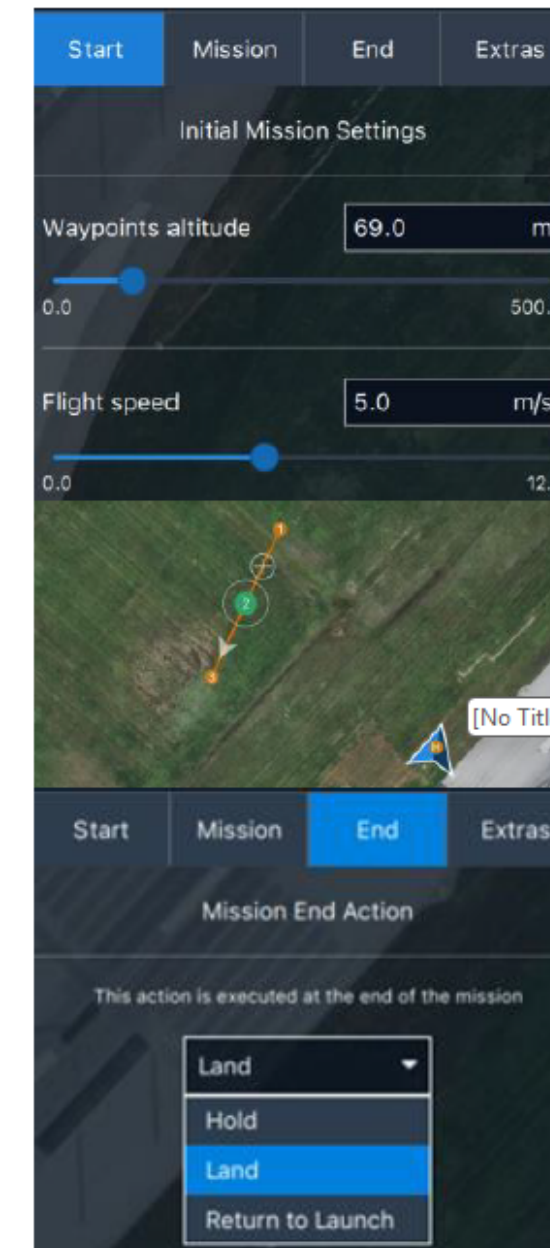 Start Mission End Extras
Initial Mission Settings
Waypoints altitude 69.0 m
0.0 500.
Flight speed 5.0 m/s
0.0 12.
1
2
3
[No Titl
H
Start Mission End Extras
Mission End Action
This action is executed at the end of the mission
Land
Hold
Land
Return to Launch